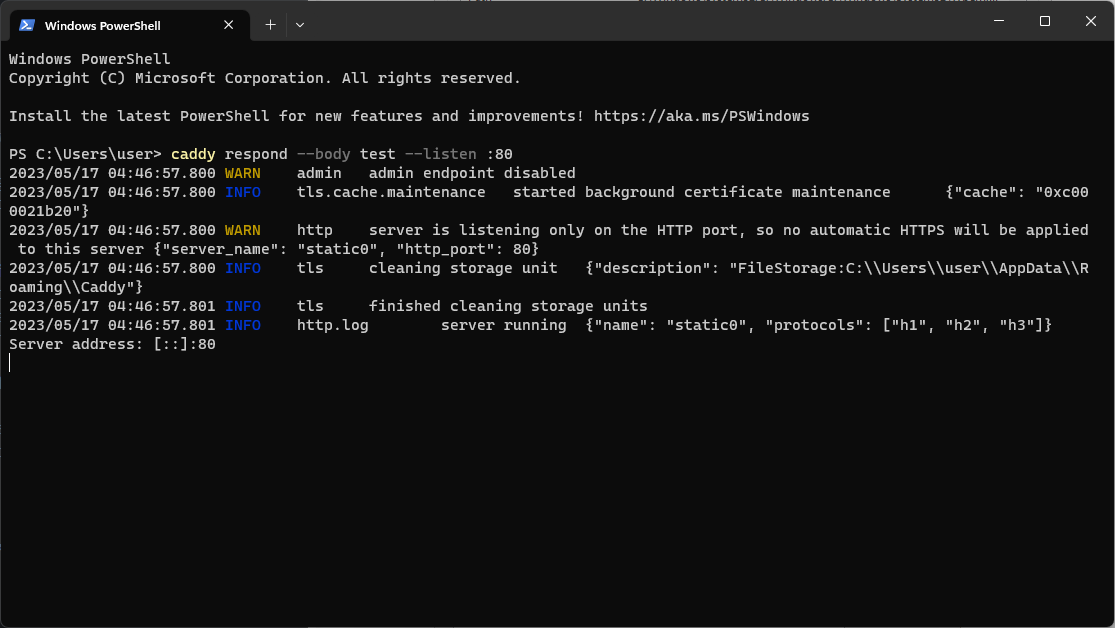 Windows PowerShell
Windows PowerShell
Copyright (C) Microsoft Corporation. All rights reserved.
Install the latest PowerShell for new features and improvements! https://aka.ms/PSWindows
PS C:\Users\user> caddy respond --body test --listen :80
2023/05/17 04:46:57.800 WARN    admin   admin endpoint disabled
2023/05/17 04:46:57.800 INFO    tls.cache.maintenance   started background certificate maintenance      {"cache": "0xc00
0021b20"}
2023/05/17 04:46:57.800 WARN    http    server is listening only on the HTTP port, so no automatic HTTPS will be applied
 to this server {"server_name": "static0", "http_port": 80}
2023/05/17 04:46:57.800 INFO    tls     cleaning storage unit   {"description": "FileStorage:C:\\Users\\user\\AppData\\R
oaming\\Caddy"}
2023/05/17 04:46:57.801 INFO    tls     finished cleaning storage units
2023/05/17 04:46:57.801 INFO    http.log        server running  {"name": "static0", "protocols": ["h1", "h2", "h3"]}
Server address: [::]:80